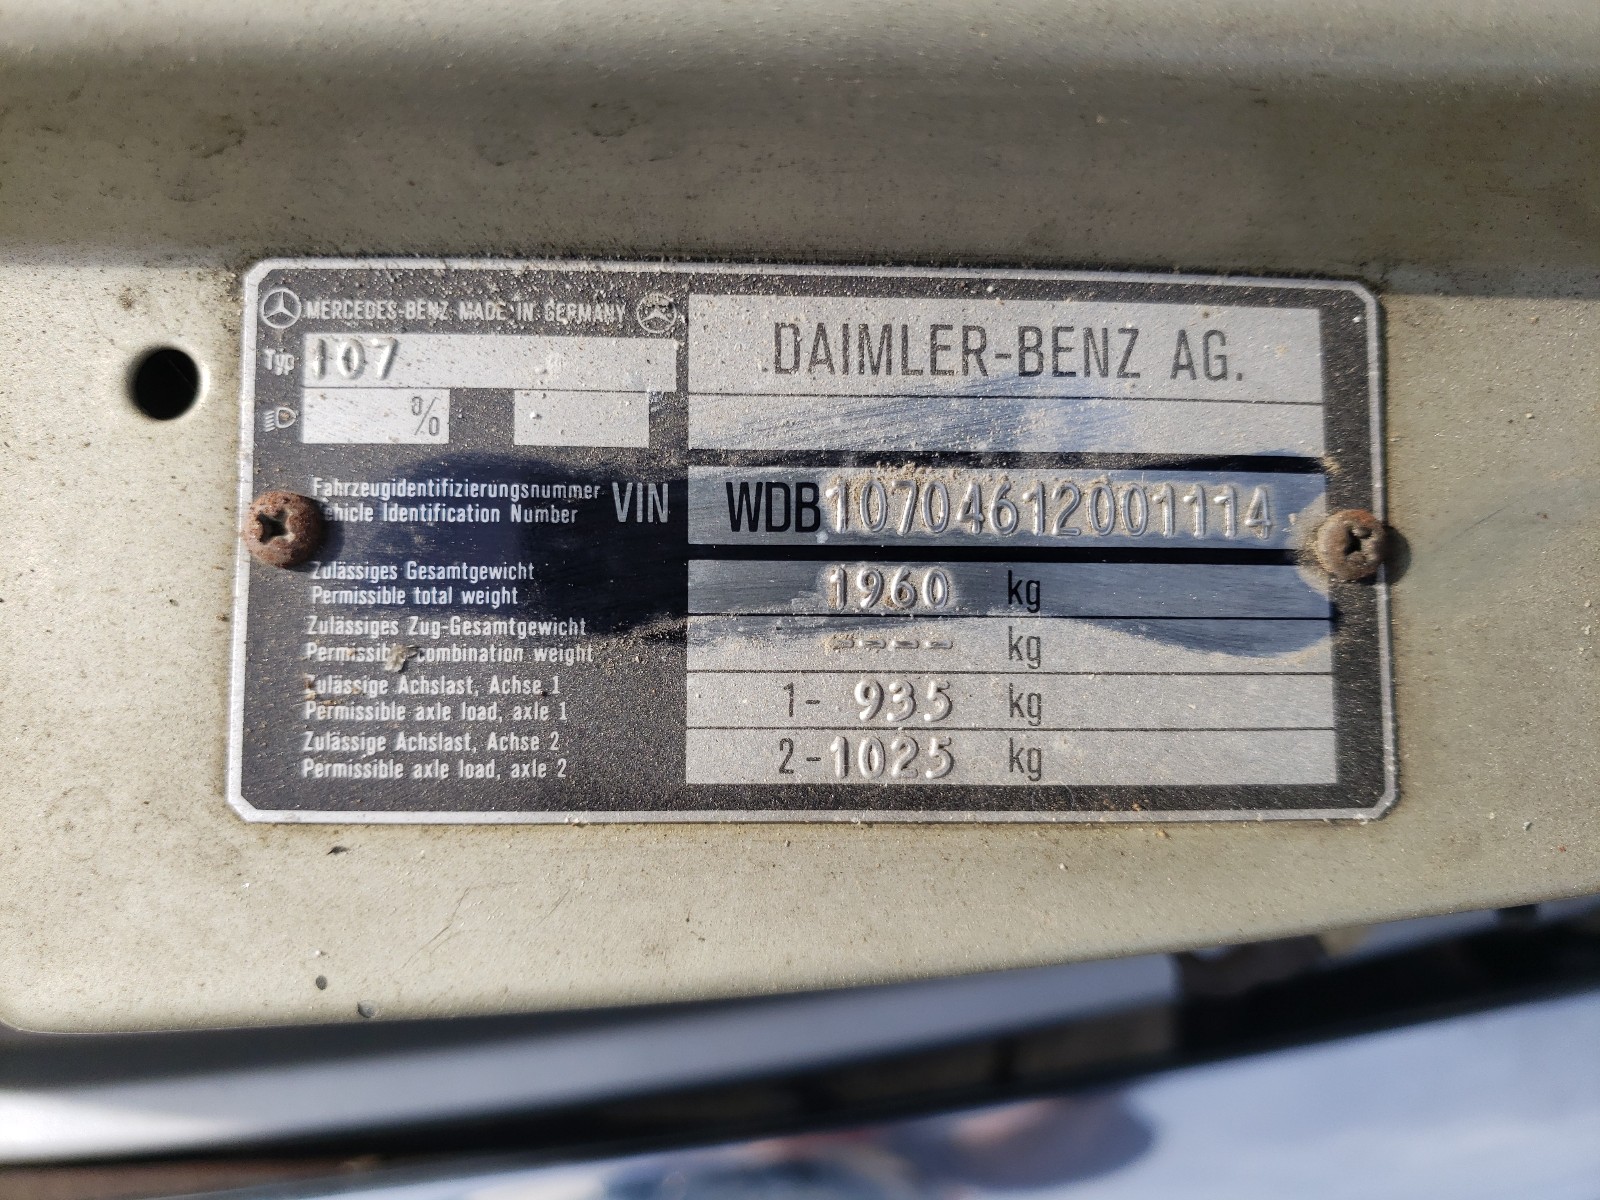 MERCEDES-BENZ MADE IN GERMANY
Typ 107
%
DAIMLER-BENZ AG.
Fahrzeugidentifizierungsnummer
Vehicle Identification Number
VIN WDB10704612001114
Zulässiges Gesamtgewicht
Permissible total weight
1960 kg
Zulässiges Zug-Gesamtgewicht
Permissible combination weight
---- kg
Zulässige Achslast, Achse 1
Permissible axle load, axle 1
1- 935 kg
Zulässige Achslast, Achse 2
Permissible axle load, axle 2
2-1025 kg